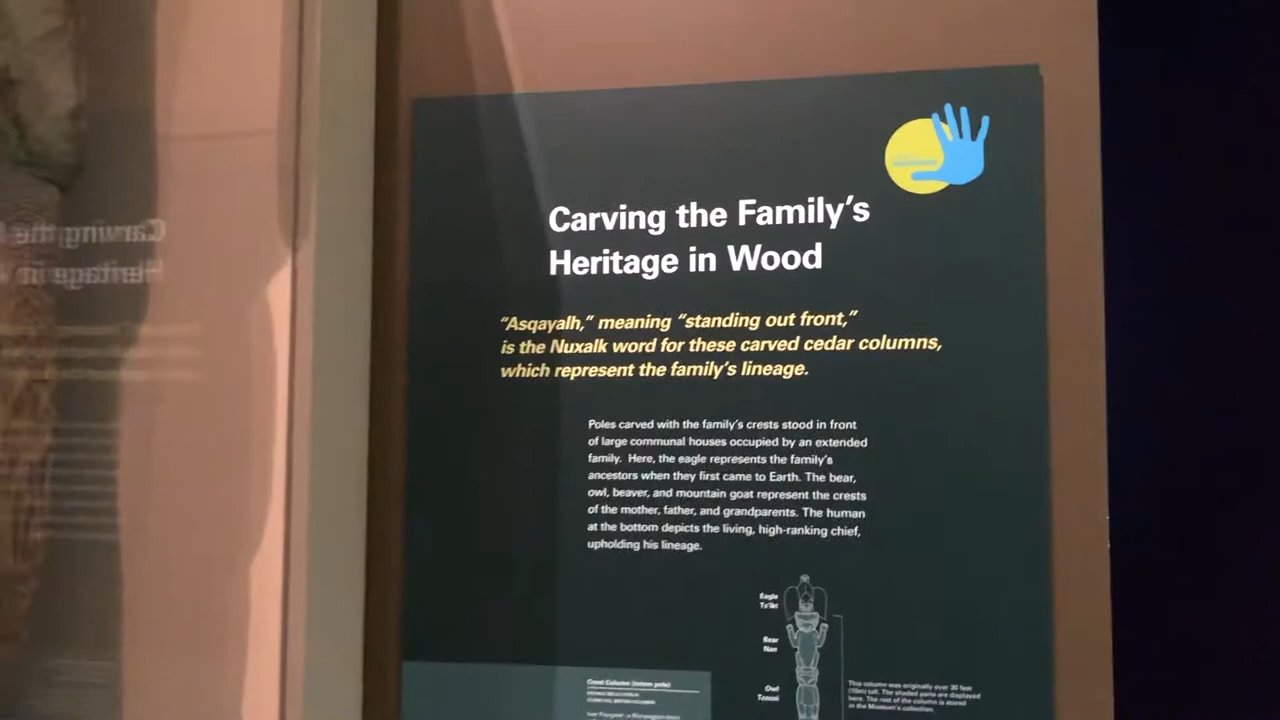 Carving the Family's
Heritage in Wood
"Asqayalh," meaning "standing out front,"
is the Nuxalk word for these carved cedar columns,
which represent the family's lineage.
Poles carved with the family's crests stood in front
of large communal houses occupied by an extended
family. Here, the eagle represents the family's
ancestors when they first came to Earth. The bear,
owl, beaver, and mountain goat represent the crests
of the mother, father, and grandparents. The human
at the bottom depicts the living, high-ranking chief,
upholding his lineage.
Eagle
Bear
Nan
Owl
This column was originally over 30 feet
(10m) tall. The shaded parts are displayed
here. The rest of the column is stored
in the Museum's collection.
Crest Column (totem pole)